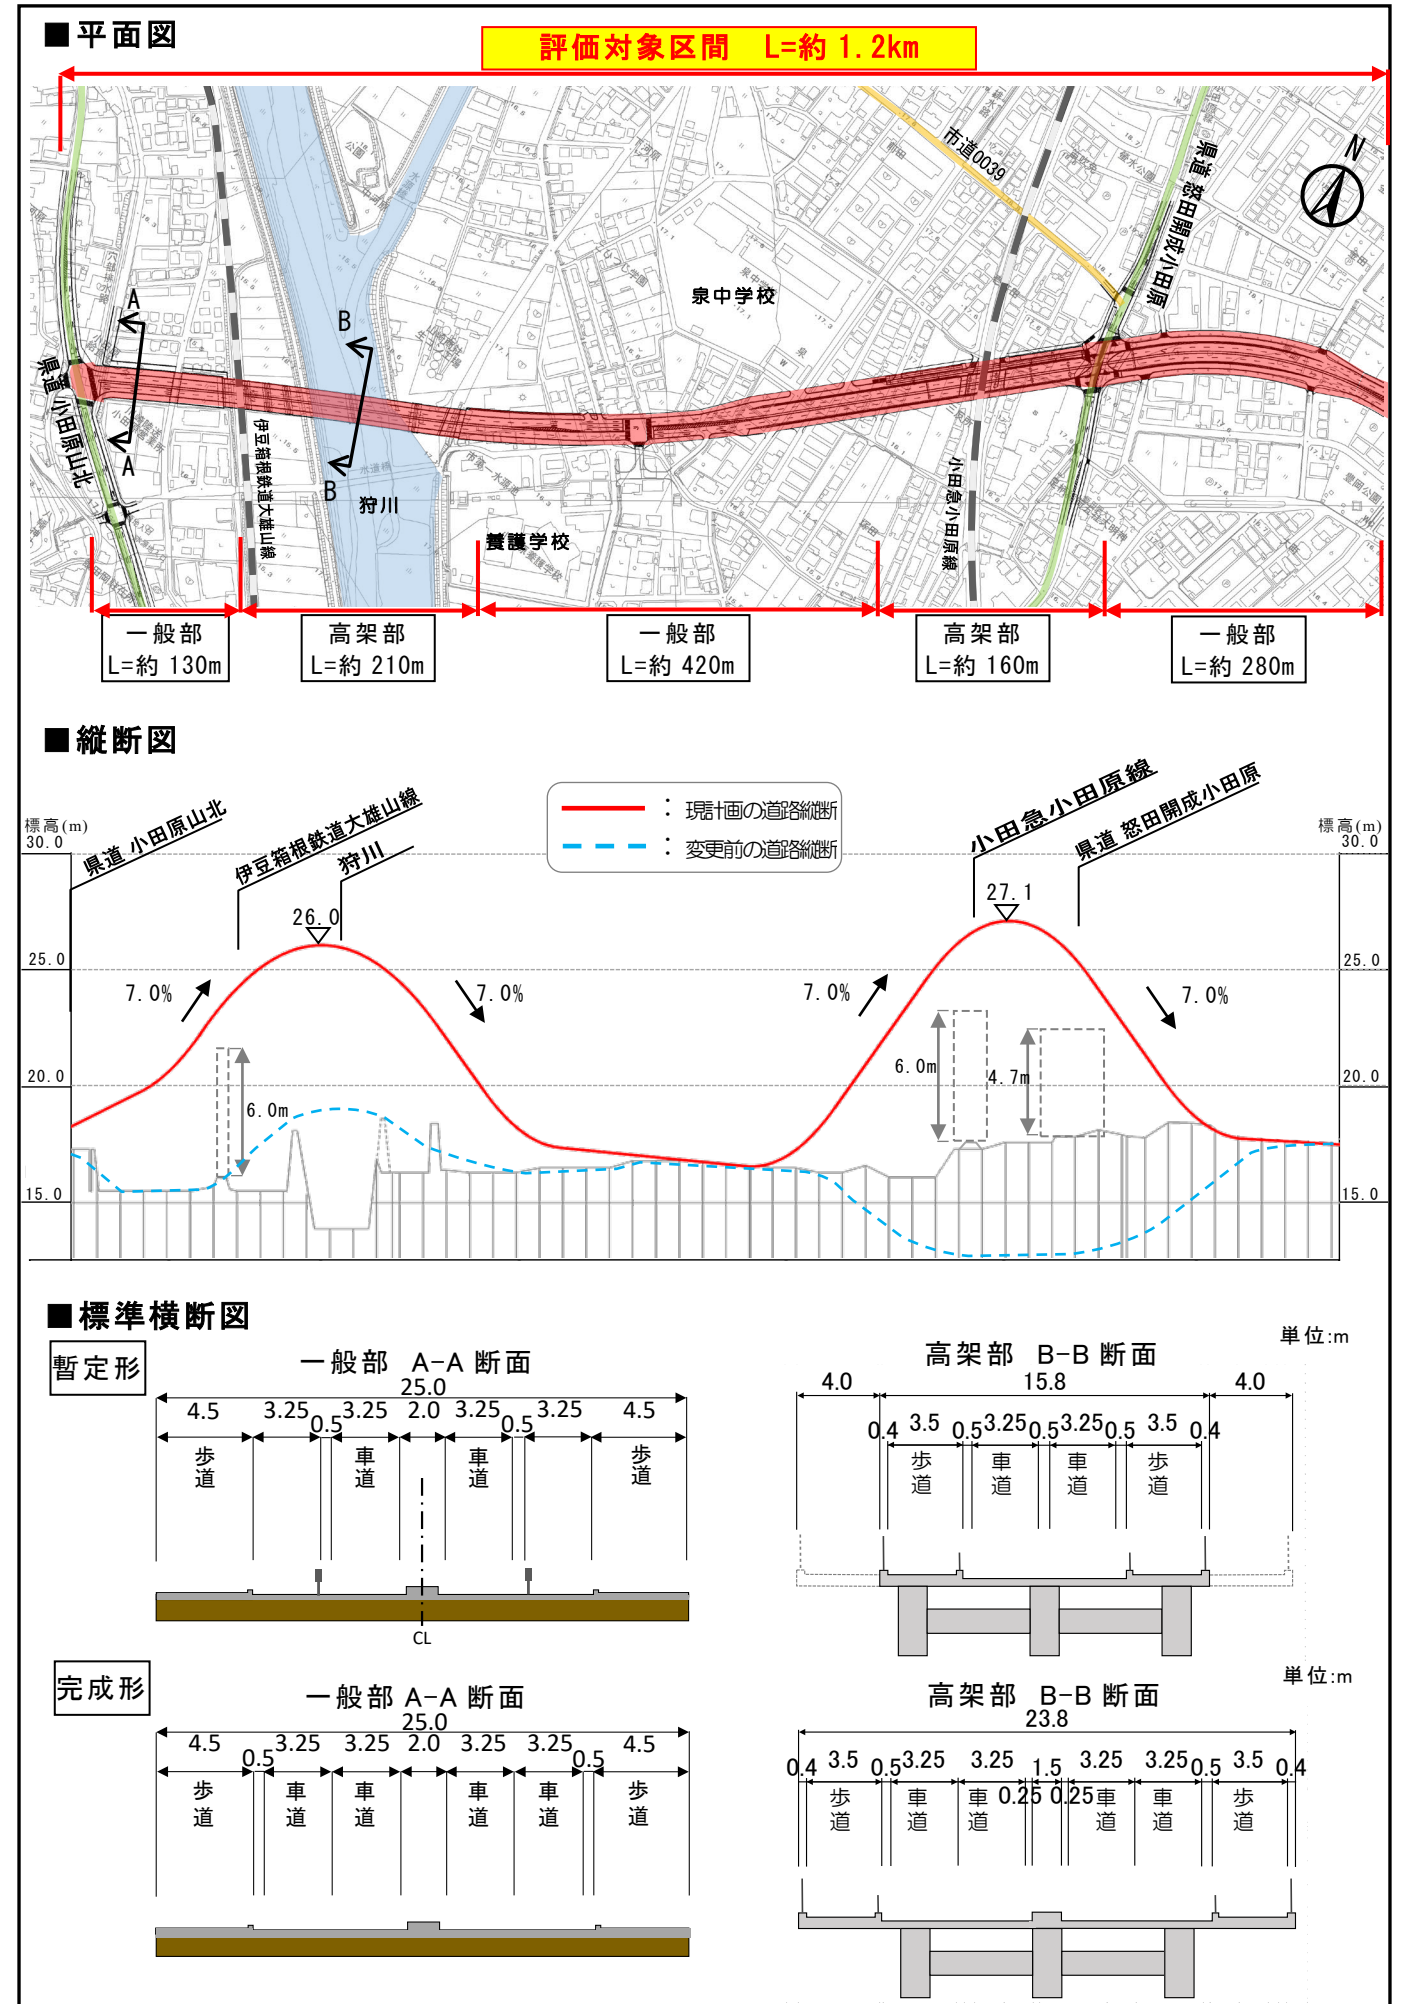 ■平面図
評価対象区間　L=約 1.2km
市道0039
県道 怒田開成小田原
N
公園
泉中学校
A
B
県道 小田原山北
A
伊豆箱根鉄道大雄山線
B
狩川
水道橋
養護学校
小田急小田原線
一般部
L=約 130m
高架部
L=約 210m
一般部
L=約 420m
高架部
L=約 160m
一般部
L=約 280m
■縦断図
： 現計画の道路縦断
： 変更前の道路縦断
県道 小田原山北
伊豆箱根鉄道大雄山線
狩川
小田急小田原線
県道 怒田開成小田原
標高(m)
30.0
標高(m)
30.0
26.0
27.1
25.0
25.0
7.0%
7.0%
7.0%
7.0%
20.0
20.0
6.0m
6.0m
4.7m
15.0
15.0
■標準横断図
単位:m
暫定形
一般部 A-A 断面
25.0
4.5 3.25 0.5 3.25 2.0 3.25 0.5 3.25 4.5
歩道 車道 車道 歩道
CL
高架部 B-B 断面
4.0 15.8 4.0
0.4 3.5 0.5 3.25 0.5 3.25 0.5 3.5 0.4
歩道 車道 車道 歩道
単位:m
完成形
一般部 A-A 断面
25.0
4.5 0.5 3.25 3.25 2.0 3.25 3.25 0.5 4.5
歩道 車道 車道 車道 車道 歩道
高架部 B-B 断面
23.8
0.4 3.5 0.5 3.25 3.25 0.25 1.5 0.25 3.25 3.25 0.5 3.5 0.4
歩道 車道 車道 車道 車道 歩道